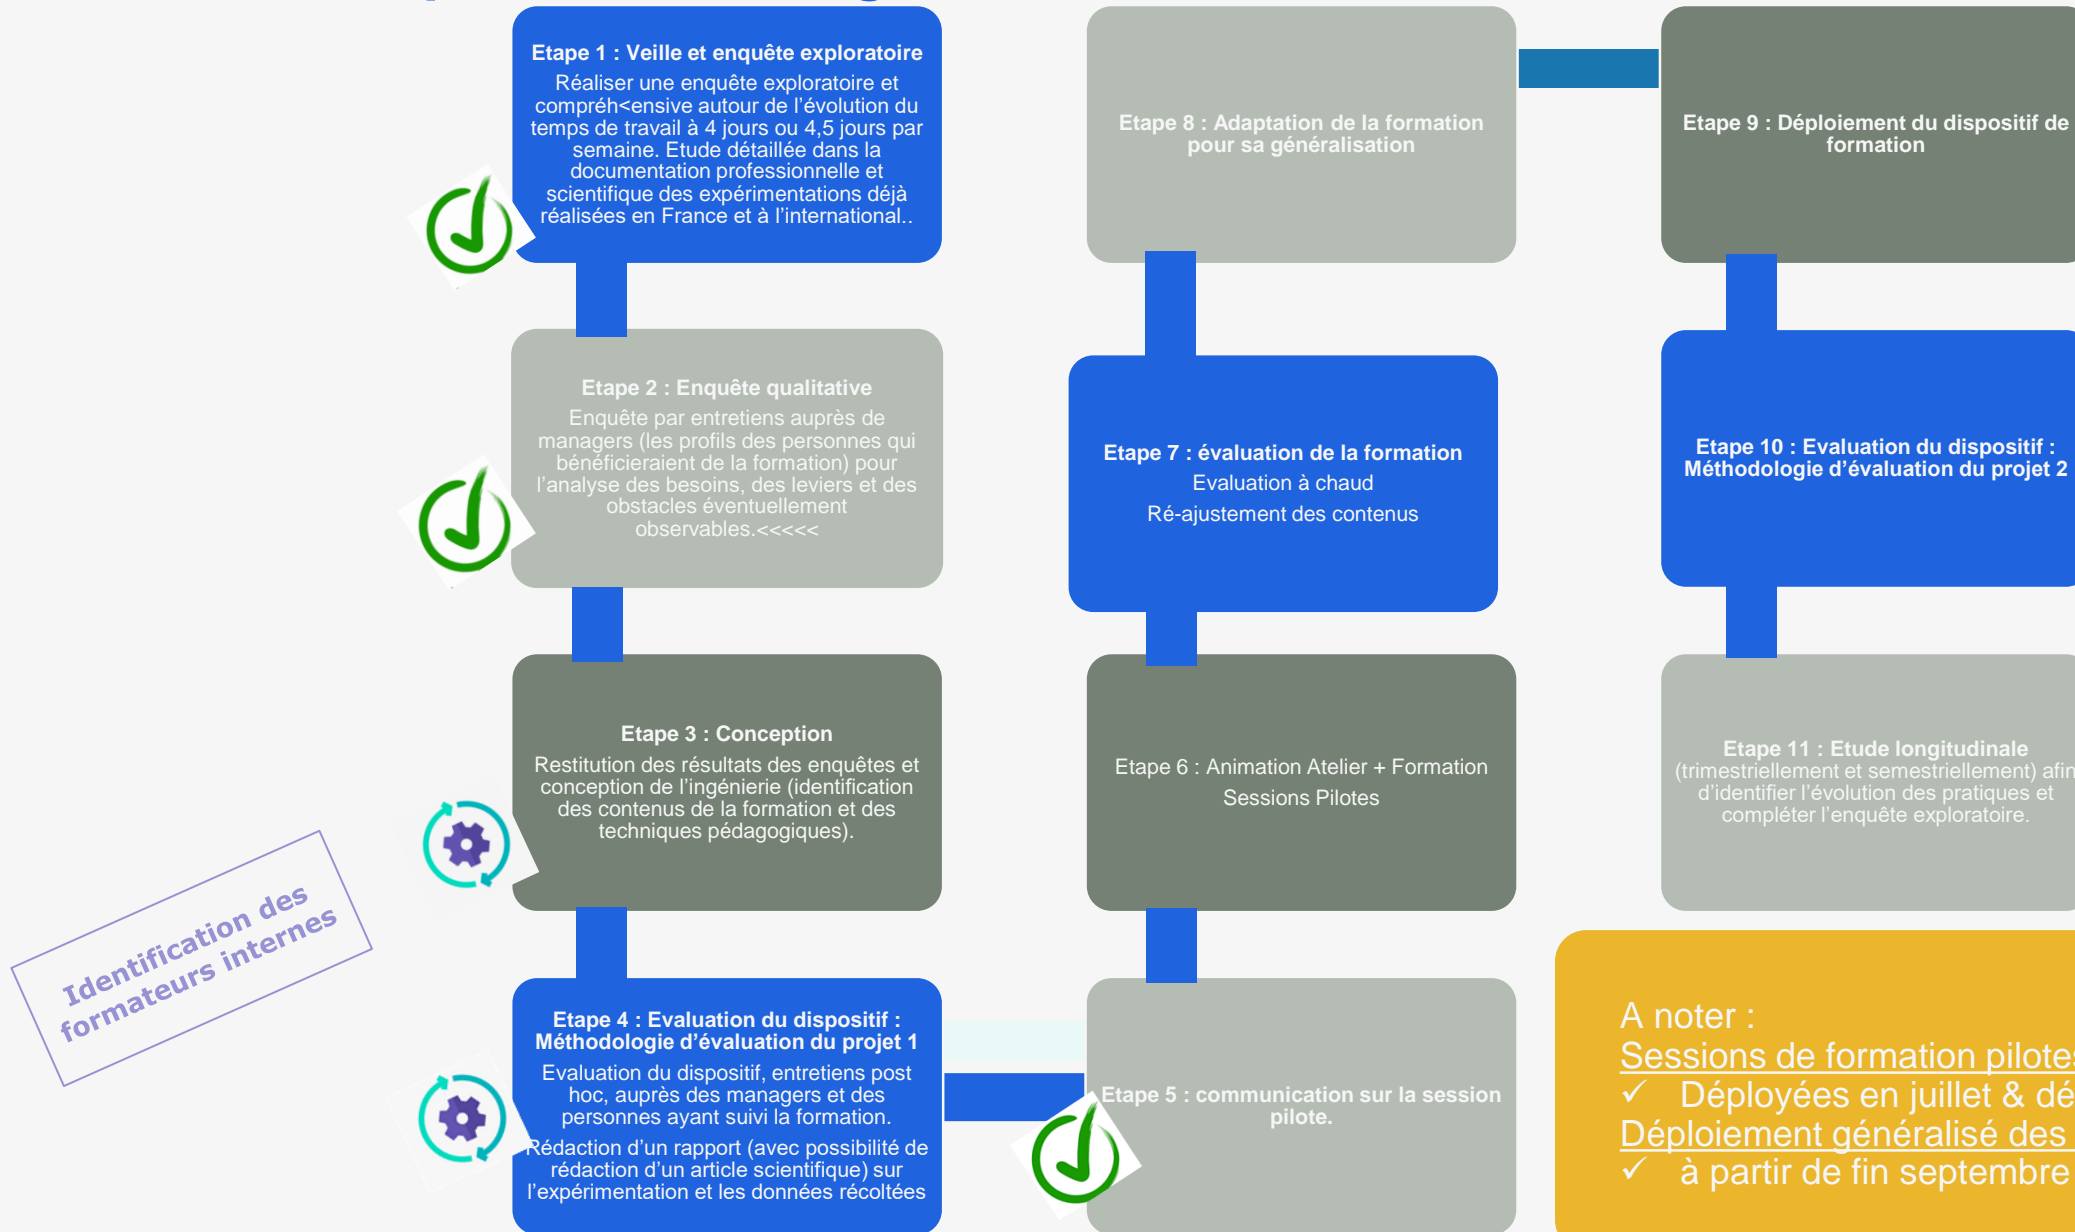 Etape 1 : Veille et enquête exploratoire
Réaliser une enquête exploratoire et
compréh<ensive autour de l’évolution du
temps de travail à 4 jours ou 4,5 jours par
semaine. Etude détaillée dans la
documentation professionnelle et
scientifique des expérimentations déjà
réalisées en France et à l’international..
Etape 2 : Enquête qualitative
Enquête par entretiens auprès de
managers (les profils des personnes qui
bénéficieraient de la formation) pour
l’analyse des besoins, des leviers et des
obstacles éventuellement
observables.<<<<<
Etape 3 : Conception
Restitution des résultats des enquêtes et
conception de l’ingénierie (identification
des contenus de la formation et des
techniques pédagogiques).
Identification des
formateurs internes
Etape 4 : Evaluation du dispositif :
Méthodologie d’évaluation du projet 1
Evaluation du dispositif, entretiens post
hoc, auprès des managers et des
personnes ayant suivi la formation.
Rédaction d’un rapport (avec possibilité de
rédaction d’un article scientifique) sur
l’expérimentation et les données récoltées
Etape 5 : communication sur la session
pilote.
Etape 6 : Animation Atelier + Formation
Sessions Pilotes
Etape 7 : évaluation de la formation
Evaluation à chaud
Ré-ajustement des contenus
Etape 8 : Adaptation de la formation
pour sa généralisation
Etape 9 : Déploiement du dispositif de
formation
Etape 10 : Evaluation du dispositif :
Méthodologie d’évaluation du projet 2
Etape 11 : Etude longitudinale
(trimestriellement et semestriellement) afin
d’identifier l’évolution des pratiques et
compléter l’enquête exploratoire.
A noter :
Sessions de formation pilotes
✓ Déployées en juillet & dé
Déploiement généralisé des
✓ à partir de fin septembre